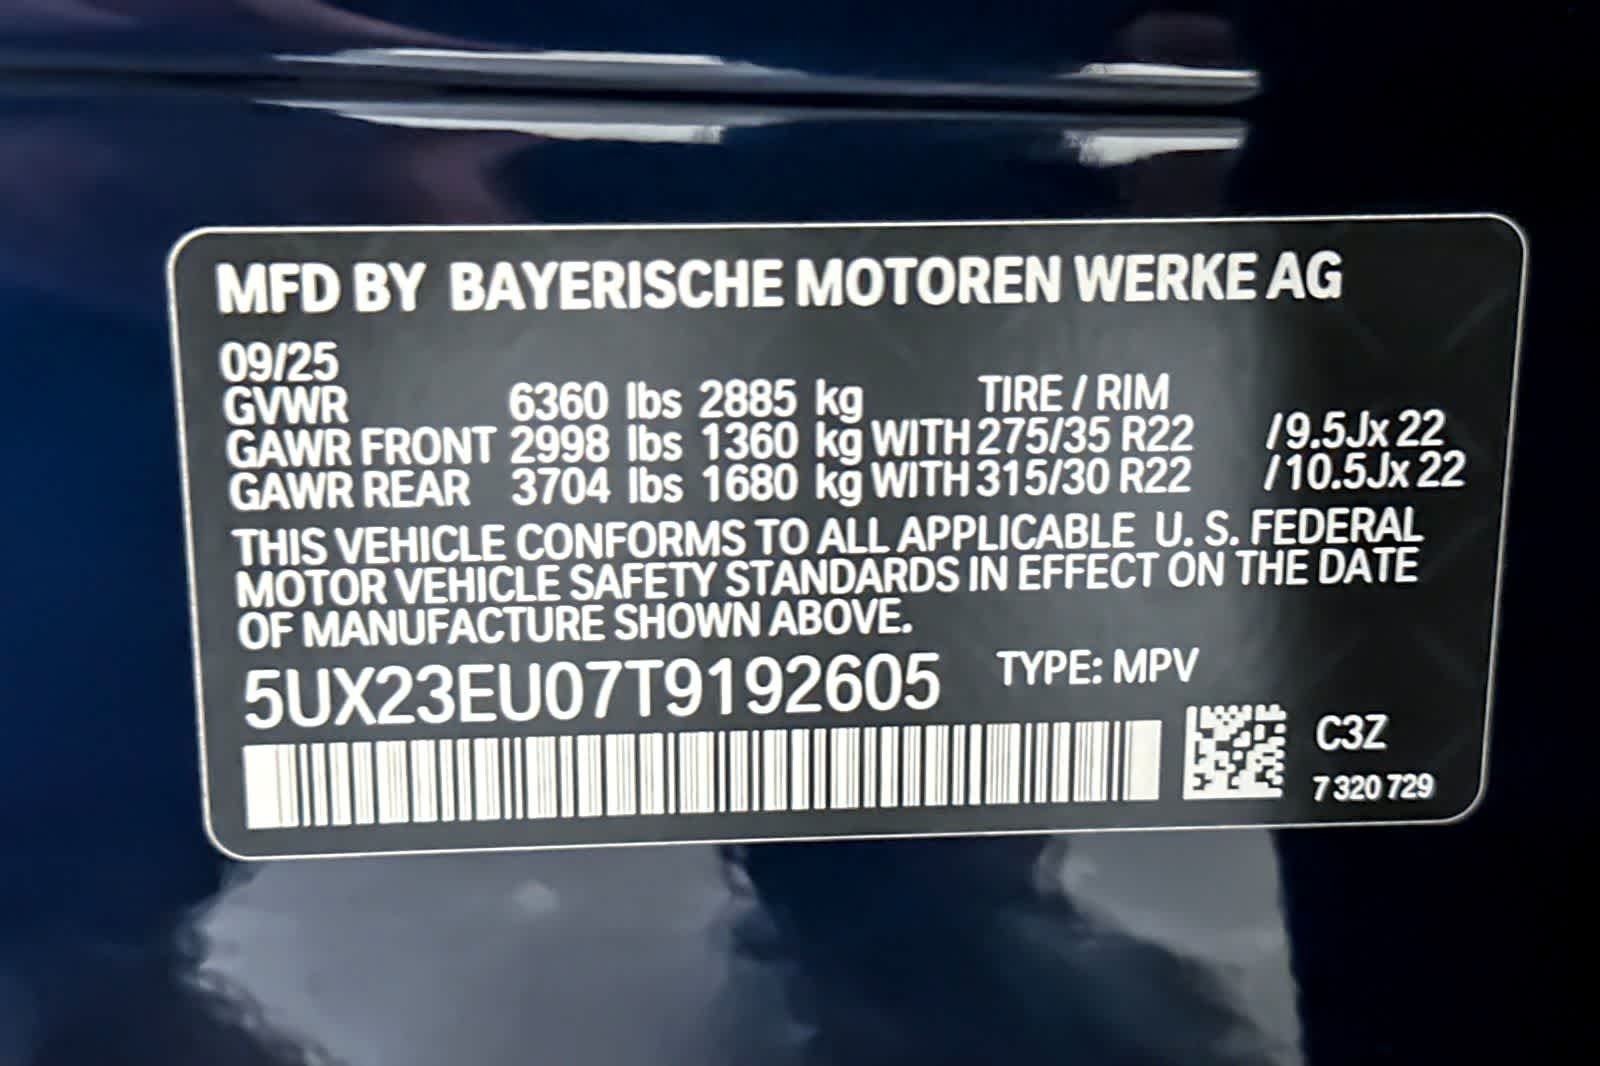 MFD BY BAYERISCHE MOTOREN WERKE AG
09/25
GVWR 6360 lbs 2885 kg TIRE / RIM
GAWR FRONT 2998 lbs 1360 kg WITH 275/35 R22 /9.5Jx 22
GAWR REAR 3704 lbs 1680 kg WITH 315/30 R22 /10.5Jx 22
THIS VEHICLE CONFORMS TO ALL APPLICABLE U. S. FEDERAL
MOTOR VEHICLE SAFETY STANDARDS IN EFFECT ON THE DATE
OF MANUFACTURE SHOWN ABOVE.
5UX23EU07T9192605 TYPE: MPV
C3Z
7 320 729